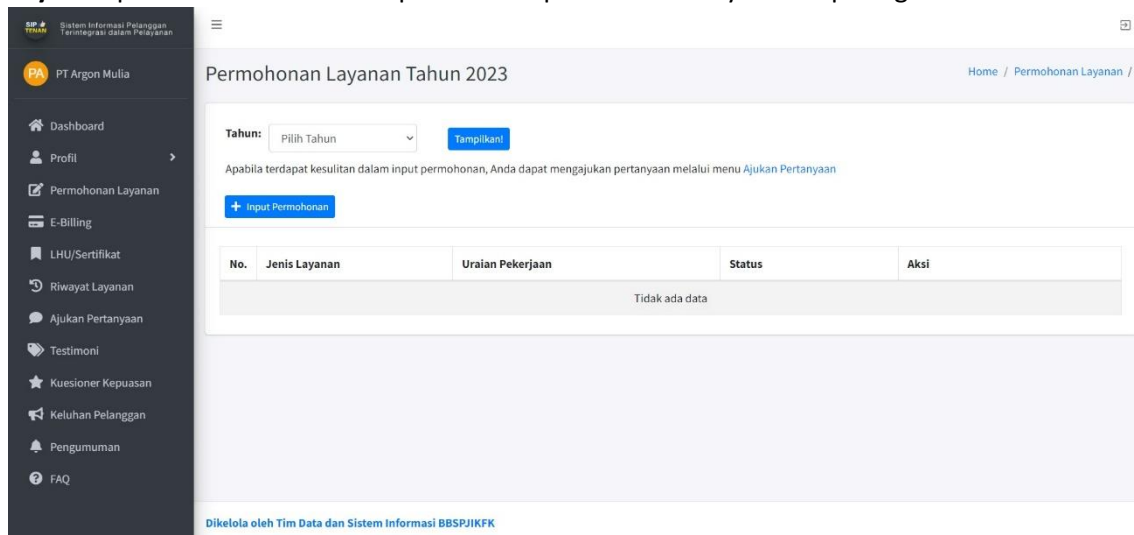 SIP TENAN
Sistem Informasi Pelanggan
Terintegrasi dalam Pelayanan
PA PT Argon Mulia
Dashboard
Profil
Permohonan Layanan
E-Billing
LHU/Sertifikat
Riwayat Layanan
Ajukan Pertanyaan
Testimoni
Kuesioner Kepuasan
Keluhan Pelanggan
Pengumuman
FAQ
Permohonan Layanan Tahun 2023
Home / Permohonan Layanan /
Tahun: Pilih Tahun Tampilkan!
Apabila terdapat kesulitan dalam input permohonan, Anda dapat mengajukan pertanyaan melalui menu Ajukan Pertanyaan
+ Input Permohonan
No. Jenis Layanan Uraian Pekerjaan Status Aksi
Tidak ada data
Dikelola oleh Tim Data dan Sistem Informasi BBSPJIKFK